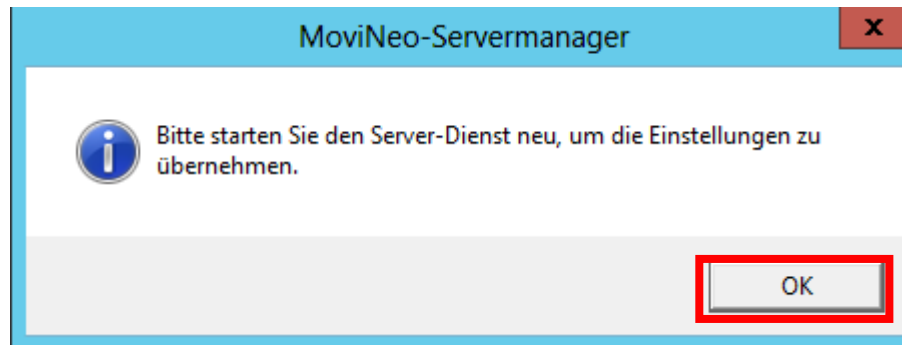 MoviNeo-Servermanager
x
Bitte starten Sie den Server-Dienst neu, um die Einstellungen zu
übernehmen.
OK